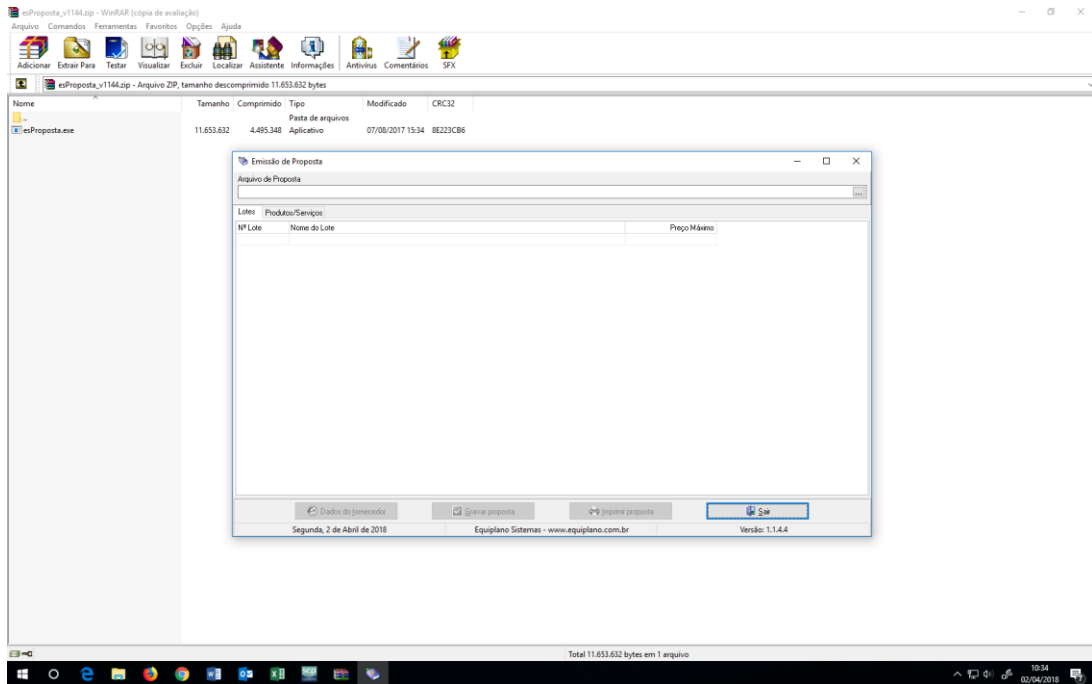 esProposta_v1144.zip - WinRAR (cópia de avaliação)
Arquivo Comandos Ferramentas Favoritos Opções Ajuda
Adicionar Extrair Para Testar Visualizar Excluir Localizar Assistente Informações Antivírus Comentários SFX
esProposta_v1144.zip - Arquivo ZIP, tamanho descomprimido 11.653.632 bytes
Nome Tamanho Comprimido Tipo Modificado CRC32
.. Pasta de arquivos
esProposta.exe 11.653.632 4.495.348 Aplicativo 07/08/2017 15:34 8E223CB6
Emissão de Proposta
Arquivo de Proposta
...
Lotes Produtos/Serviços
Nº Lote Nome do Lote Preço Máximo
Dados do fornecedor Gravar proposta Imprimir proposta Sair
Segunda, 2 de Abril de 2018 Equiplano Sistemas - www.equiplano.com.br Versão: 1.1.4.4
Total 11.653.632 bytes em 1 arquivo
10:34
02/04/2018